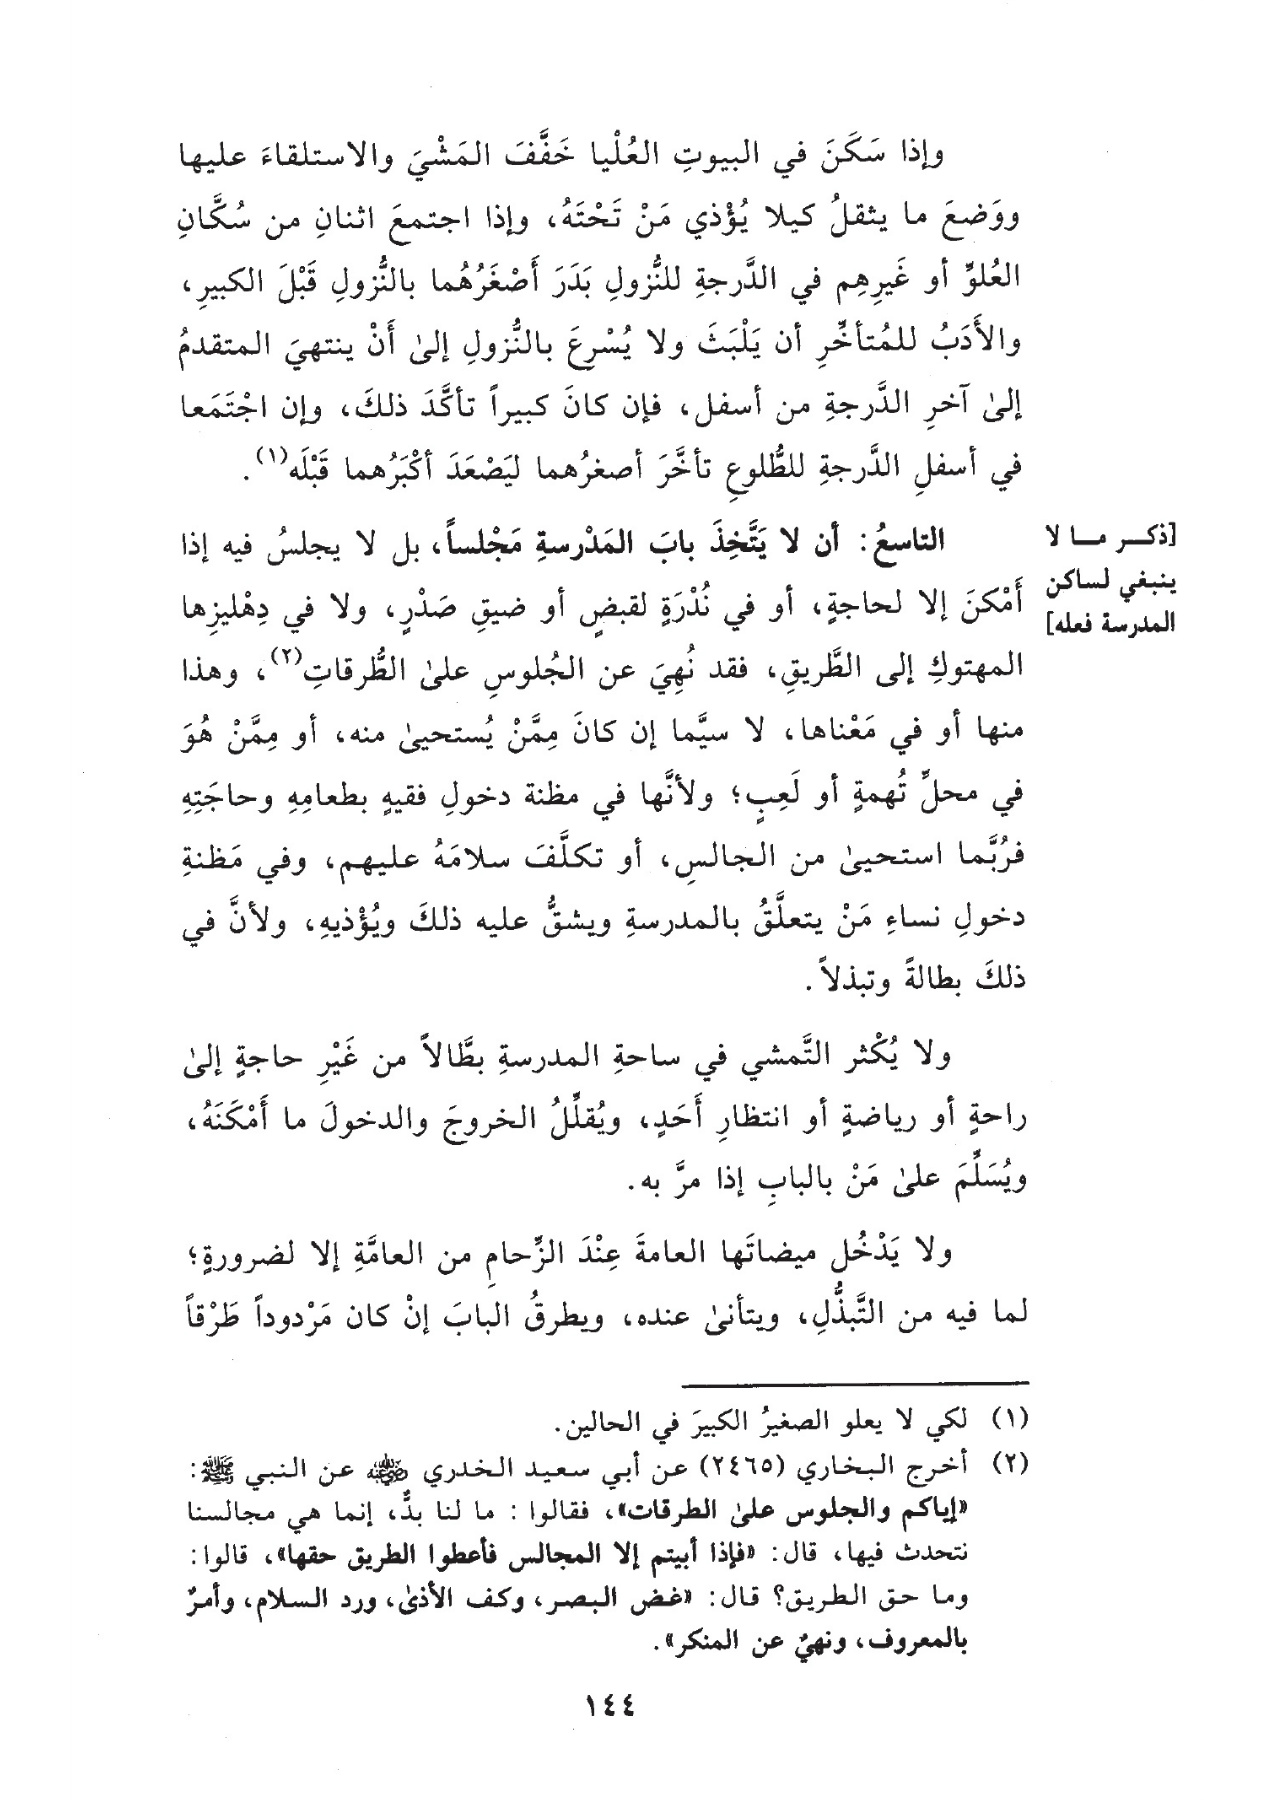 وإذا سَكَنَ في البيوتِ العُلْيا خَفَّفَ المَشْيَ والاستلقاءَ عليها
ووَضعَ ما يثقلُ كيلا يُؤْذي مَنْ تَحْتَهُ، وإذا اجتمعَ اثنانِ من سُكَّانِ
العُلوِّ أو غَيرِهِم في الدَّرجةِ للنُّزولِ بَدَرَ أَصْغَرُهُما بالنُّزولِ قَبْلَ الكبيرِ،
والأَدَبُ للمُتأخِّرِ أن يَلْبَثَ ولا يُسْرِعَ بالنُّزولِ إلىٰ أَنْ ينتهيَ المتقدمُ
إلىٰ آخرِ الدَّرجةِ من أسفل، فإن كانَ كبيراً تأكَّدَ ذلكَ، وإن اجْتَمَعا
في أسفلِ الدَّرجةِ للطُّلوعِ تأخَّرَ أصغرُهما ليَصْعَدَ أكْبَرُهما قَبْلَه(١).
[ذكر ما لا
ينبغي لساكن
المدرسة فعله]
التاسعُ: أن لا يَتَّخِذَ بابَ المَدْرسةِ مَجْلساً، بل لا يجلسُ فيه إذا
أَمْكنَ إلا لحاجةٍ، أو في نُدْرَةٍ لقبضٍ أو ضيقِ صَدْرٍ، ولا في دِهْليزِها
المهتوكِ إلى الطَّريقِ، فقد نُهِيَ عن الجُلوسِ علىٰ الطُّرقاتِ(٢)، وهذا
منها أو في مَعْناها، لا سيَّما إن كانَ مِمَّنْ يُستحيىٰ منه، أو مِمَّنْ هُوَ
في محلِّ تُهمةٍ أو لَعِبٍ؛ ولأنَّها في مظنة دخولِ فقيهٍ بطعامِهِ وحاجَتِهِ
فرُبَّما استحيىٰ من الجالسِ، أو تكلَّفَ سلامَهُ عليهم، وفي مَظنةِ
دخولِ نساءِ مَنْ يتعلَّقُ بالمدرسةِ ويشقُّ عليه ذلكَ ويُؤْذيهِ، ولأنَّ في
ذلكَ بطالةً وتبذلاً.
ولا يُكْثر التَّمشي في ساحةِ المدرسةِ بطَّالاً من غَيْرِ حاجةٍ إلىٰ
راحةٍ أو رياضةٍ أو انتظارِ أَحَدٍ، ويُقلِّلُ الخروجَ والدخولَ ما أَمْكَنَهُ،
ويُسَلِّمَ علىٰ مَنْ بالبابِ إذا مرَّ به.
ولا يَدْخُل ميضاتَها العامةَ عِنْدَ الزِّحامِ من العامَّةِ إلا لضرورةٍ؛
لما فيه من التَّبذُّلِ، ويتأنىٰ عنده، ويطرقُ البابَ إنْ كان مَرْدوداً طَرْقاً
(١) لكي لا يعلو الصغيرُ الكبيرَ في الحالين.
(٢) أخرج البخاري (٢٤٦٥) عن أبي سعيد الخدري رضي الله عنه عن النبي ﷺ:
«إياكم والجلوس علىٰ الطرقات»، فقالوا: ما لنا بدٌّ، إنما هي مجالسنا
نتحدث فيها، قال: «فإذا أبيتم إلا المجالس فأعطوا الطريق حقها»، قالوا:
وما حق الطريق؟ قال: «غض البصر، وكف الأذىٰ، ورد السلام، وأمرٌ
بالمعروف، ونهيٌ عن المنكر».
١٤٤